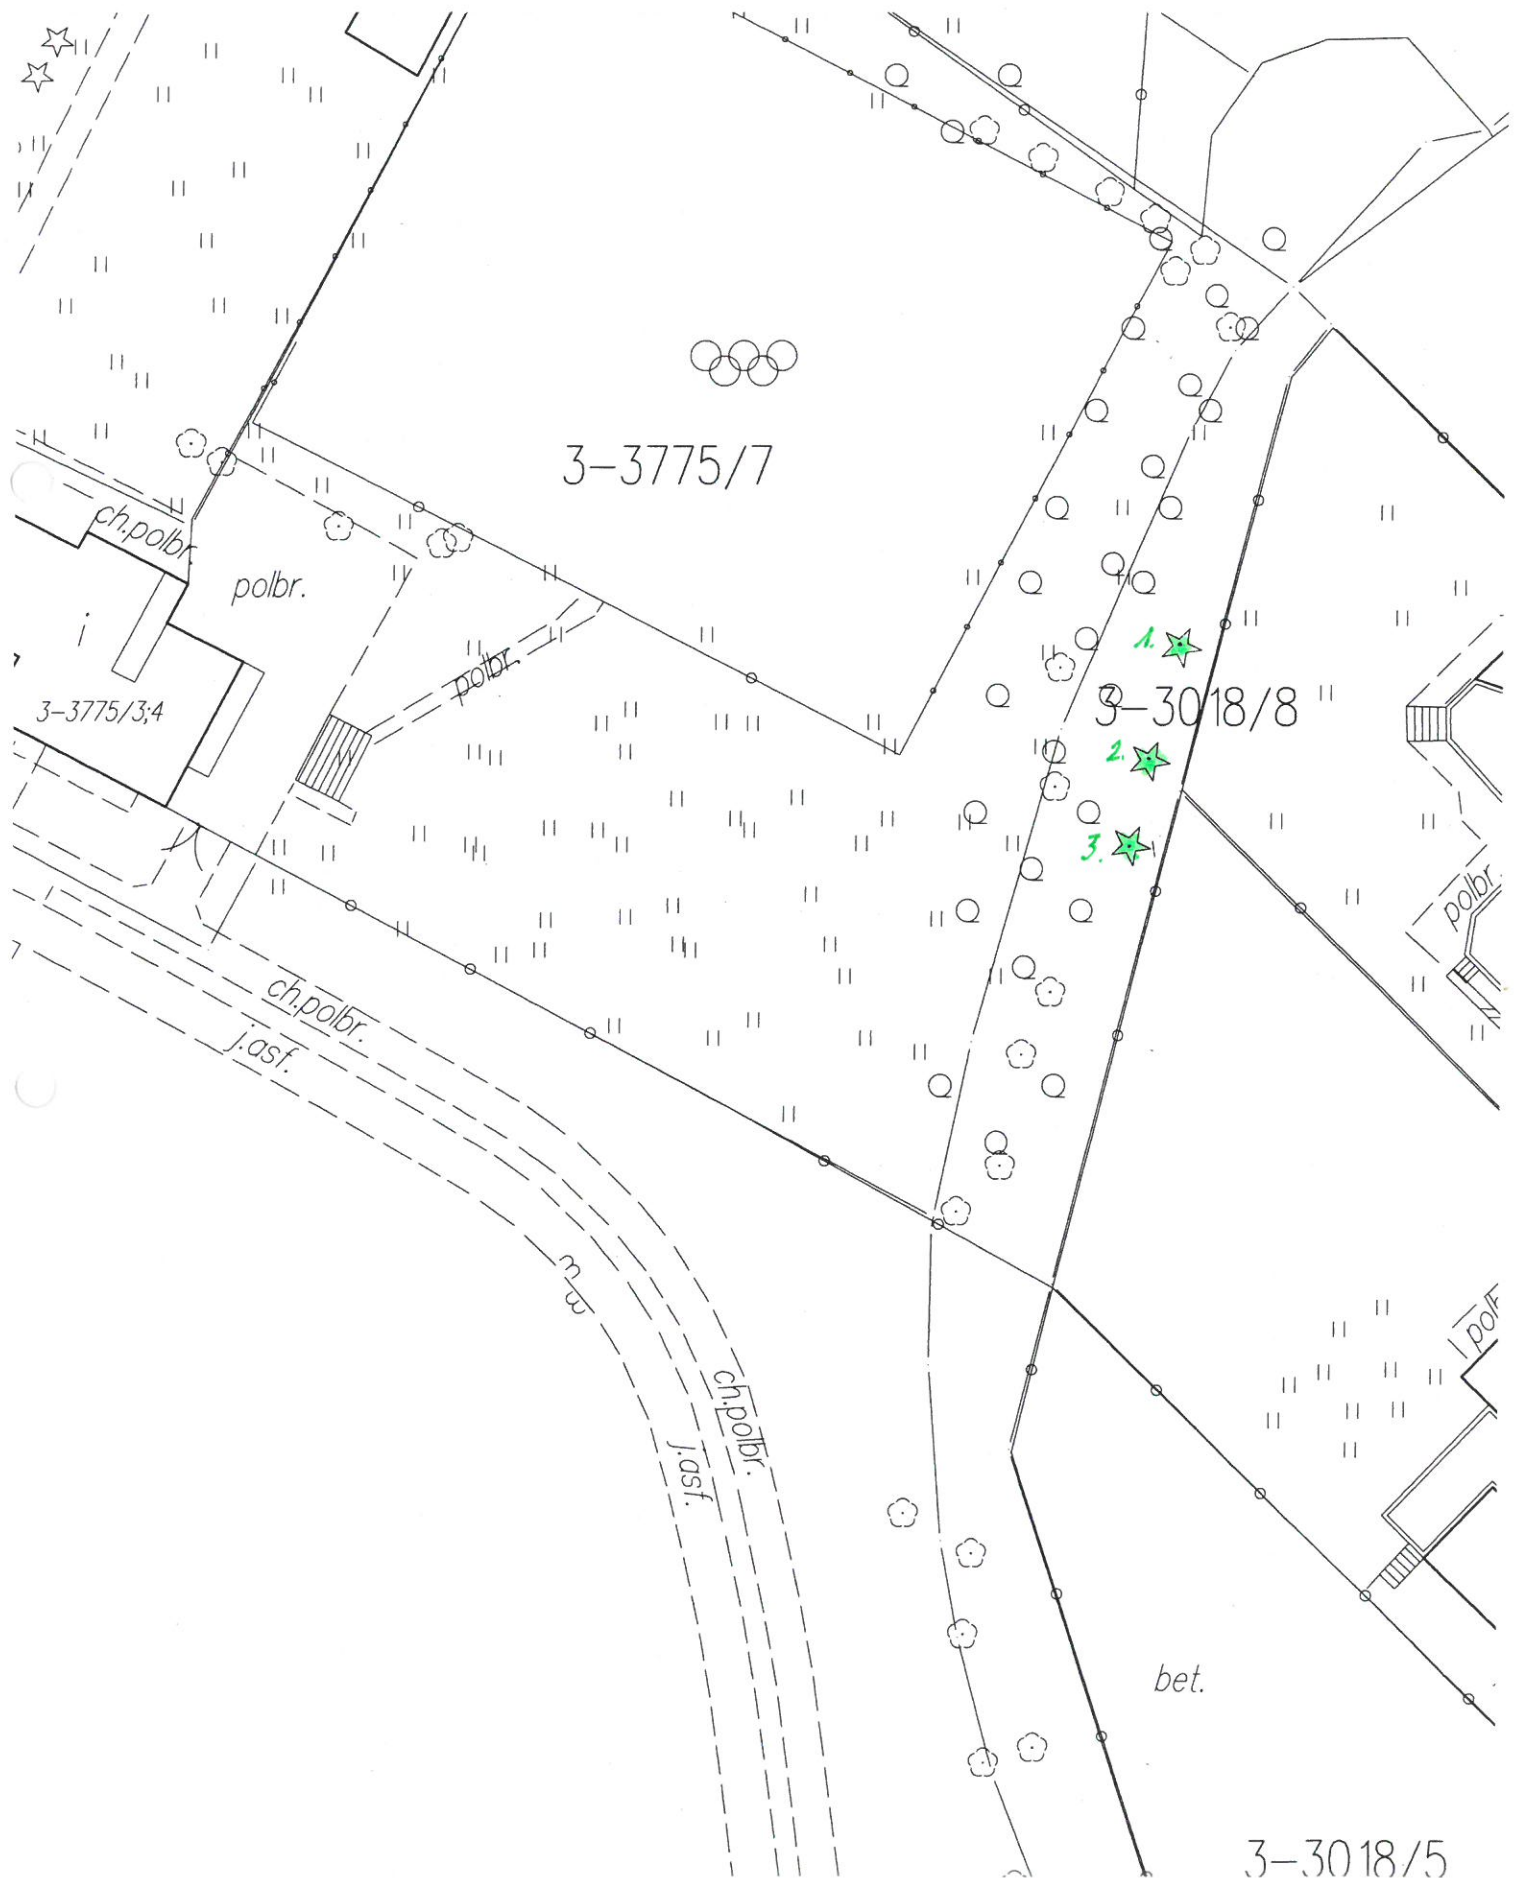 3-3775/7
ch.polbr.
polbr.
i
polbr.
3-3775/3;4
1.
3-3018/8
2.
3.
polbr.
ch.polbr.
j.asf.
ch.polbr.
j.asf.
bet.
3-3018/5